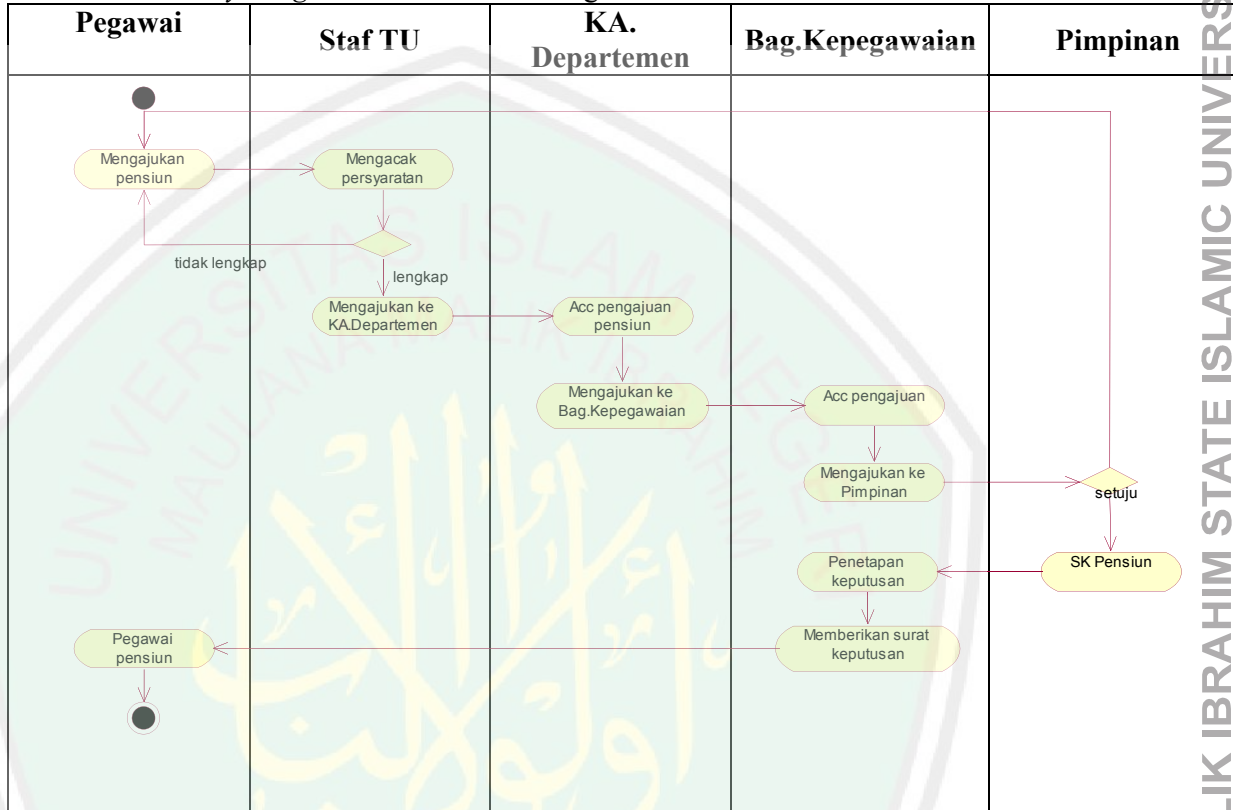 Pegawai
Staf TU
KA.
Departemen
Bag.Kepegawaian
Pimpinan
Mengajukan
pensiun
Mengacak
persyaratan
tidak lengkap
lengkap
Mengajukan ke
KA.Departemen
Acc pengajuan
pensiun
Mengajukan ke
Bag.Kepegawaian
Acc pengajuan
Mengajukan ke
Pimpinan
setuju
SK Pensiun
Penetapan
keputusan
Memberikan surat
keputusan
Pegawai
pensiun
UNIVERSITAS ISLAM NEGERI
MAULANA MALIK IBRAHIM
LIK IBRAHIM STATE ISLAMIC UNIVERS